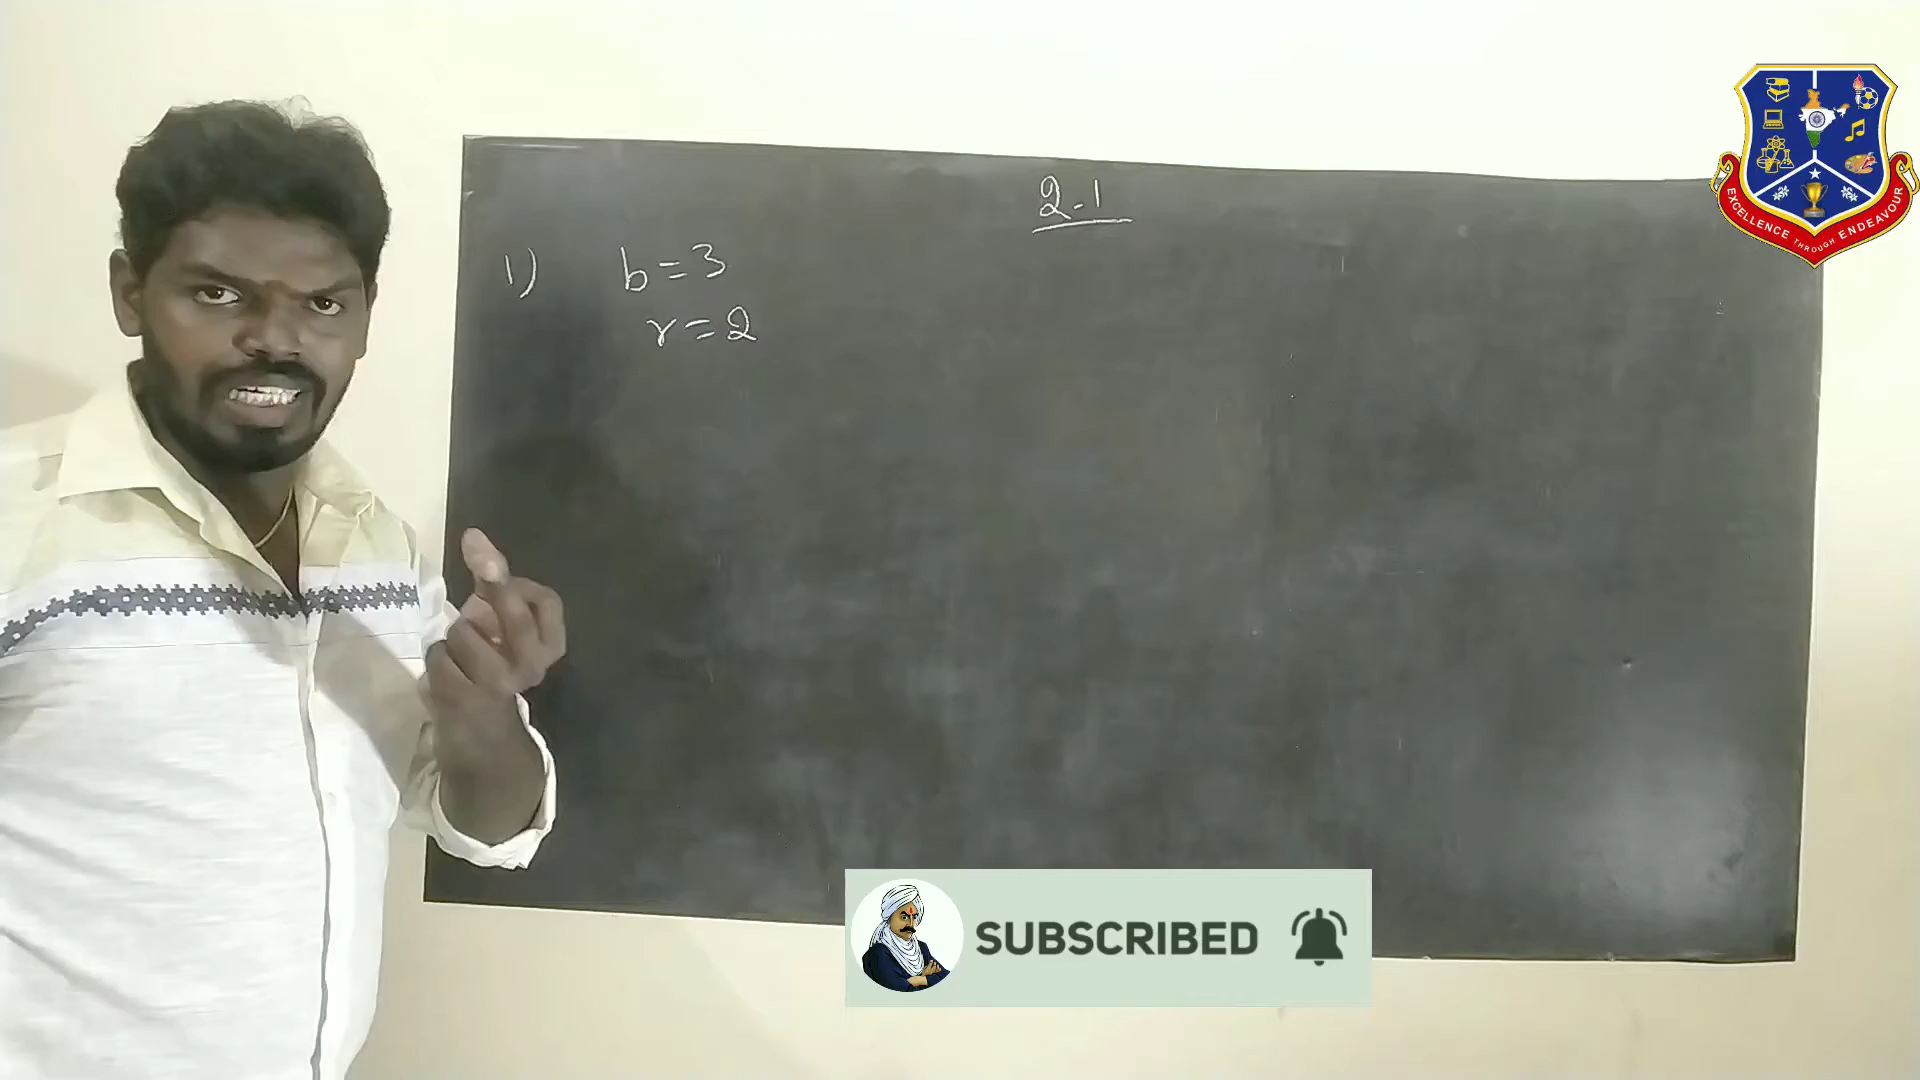 2.1
1) b=3
r=2
EXCELLENCE THROUGH ENDEAVOUR
SUBSCRIBED